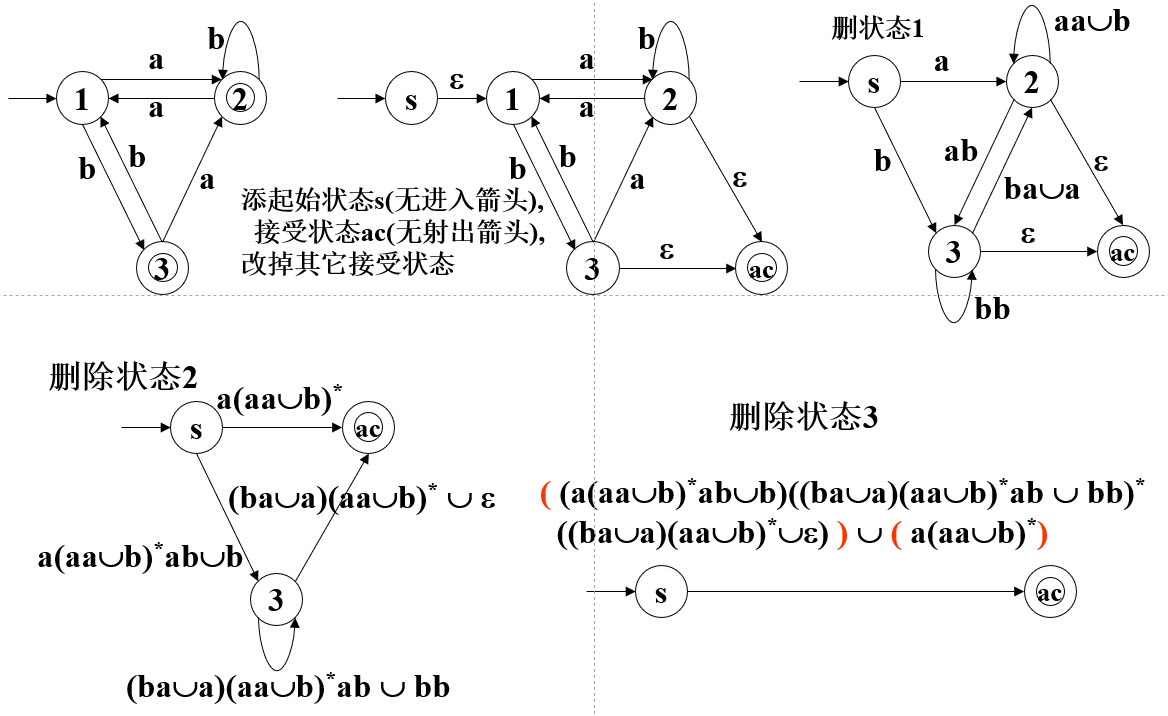 b
a
1
2
a
b
b
a
3
b
a
s
ε
1
2
a
b
b
a
ε
3
ε
ac
添起始状态s(无进入箭头),
接受状态ac(无射出箭头),
改掉其它接受状态
删状态1
aa∪b
s
a
2
b
ab
ba∪a
ε
3
ε
ac
bb
删除状态2
a(aa∪b)*
s
ac
(ba∪a)(aa∪b)* ∪ ε
a(aa∪b)*ab∪b
3
(ba∪a)(aa∪b)*ab ∪ bb
删除状态3
( (a(aa∪b)*ab∪b)((ba∪a)(aa∪b)*ab ∪ bb)*
((ba∪a)(aa∪b)*∪ε) ) ∪ ( a(aa∪b)*)
s
ac